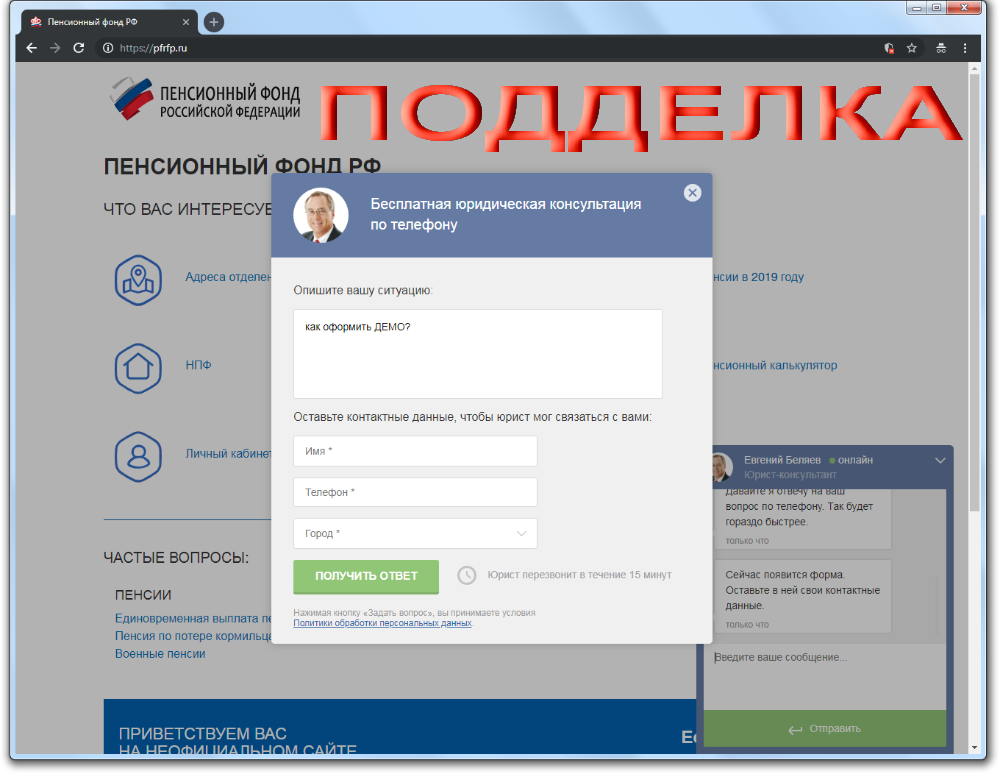 Пенсионный фонд РФ
https://pfrfp.ru
ПЕНСИОННЫЙ ФОНД
РОССИЙСКОЙ ФЕДЕРАЦИИ
ПОДДЕЛКА
ПЕНСИОННЫЙ ФОНД РФ
ЧТО ВАС ИНТЕРЕСУЕ
Бесплатная юридическая консультация
по телефону
Адреса отделен
нсии в 2019 году
Опишите вашу ситуацию:
как оформить ДЕМО?
НПФ
нсионный калькулятор
Оставьте контактные данные, чтобы юрист мог связаться с вами:
Имя *
Личный кабинет
Телефон *
Город *
ПОЛУЧИТЬ ОТВЕТ
Юрист перезвонит в течение 15 минут
Нажимая кнопку «Задать вопрос», вы принимаете условия
Политики обработки персональных данных.
Евгений Беляев онлайн
Юрист-консультант
Давайте я отвечу на ваш
вопрос по телефону. Так будет
гораздо быстрее.
только что
Сейчас появится форма.
Оставьте в ней свои контактные
данные.
только что
Введите ваше сообщение...
Отправить
ЧАСТЫЕ ВОПРОСЫ:
ПЕНСИИ
Единовременная выплата пе
Пенсия по потере кормильца
Военные пенсии
ПРИВЕТСТВУЕМ ВАС
НА НЕОФИЦИАЛЬНОМ САЙТЕ
Ес